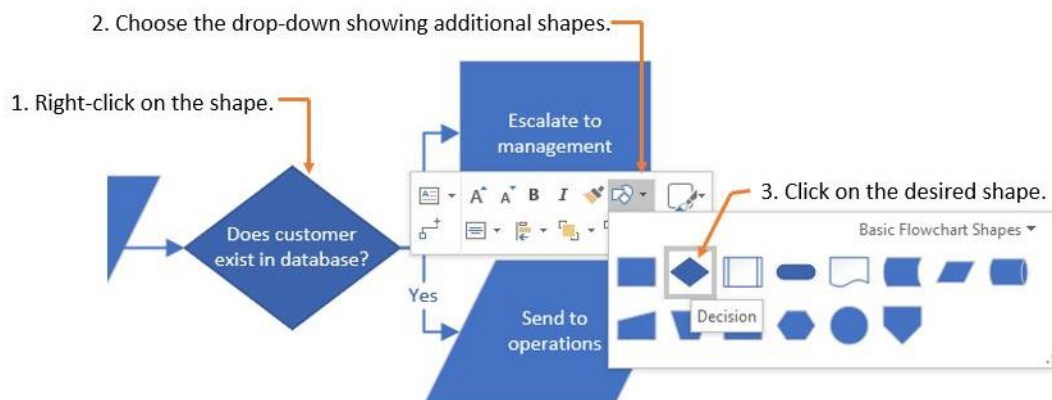 2. Choose the drop-down showing additional shapes.
1. Right-click on the shape.
Escalate to
management
A A B I
3. Click on the desired shape.
Basic Flowchart Shapes
Does customer
exist in database?
Yes
Decision
Send to
operations